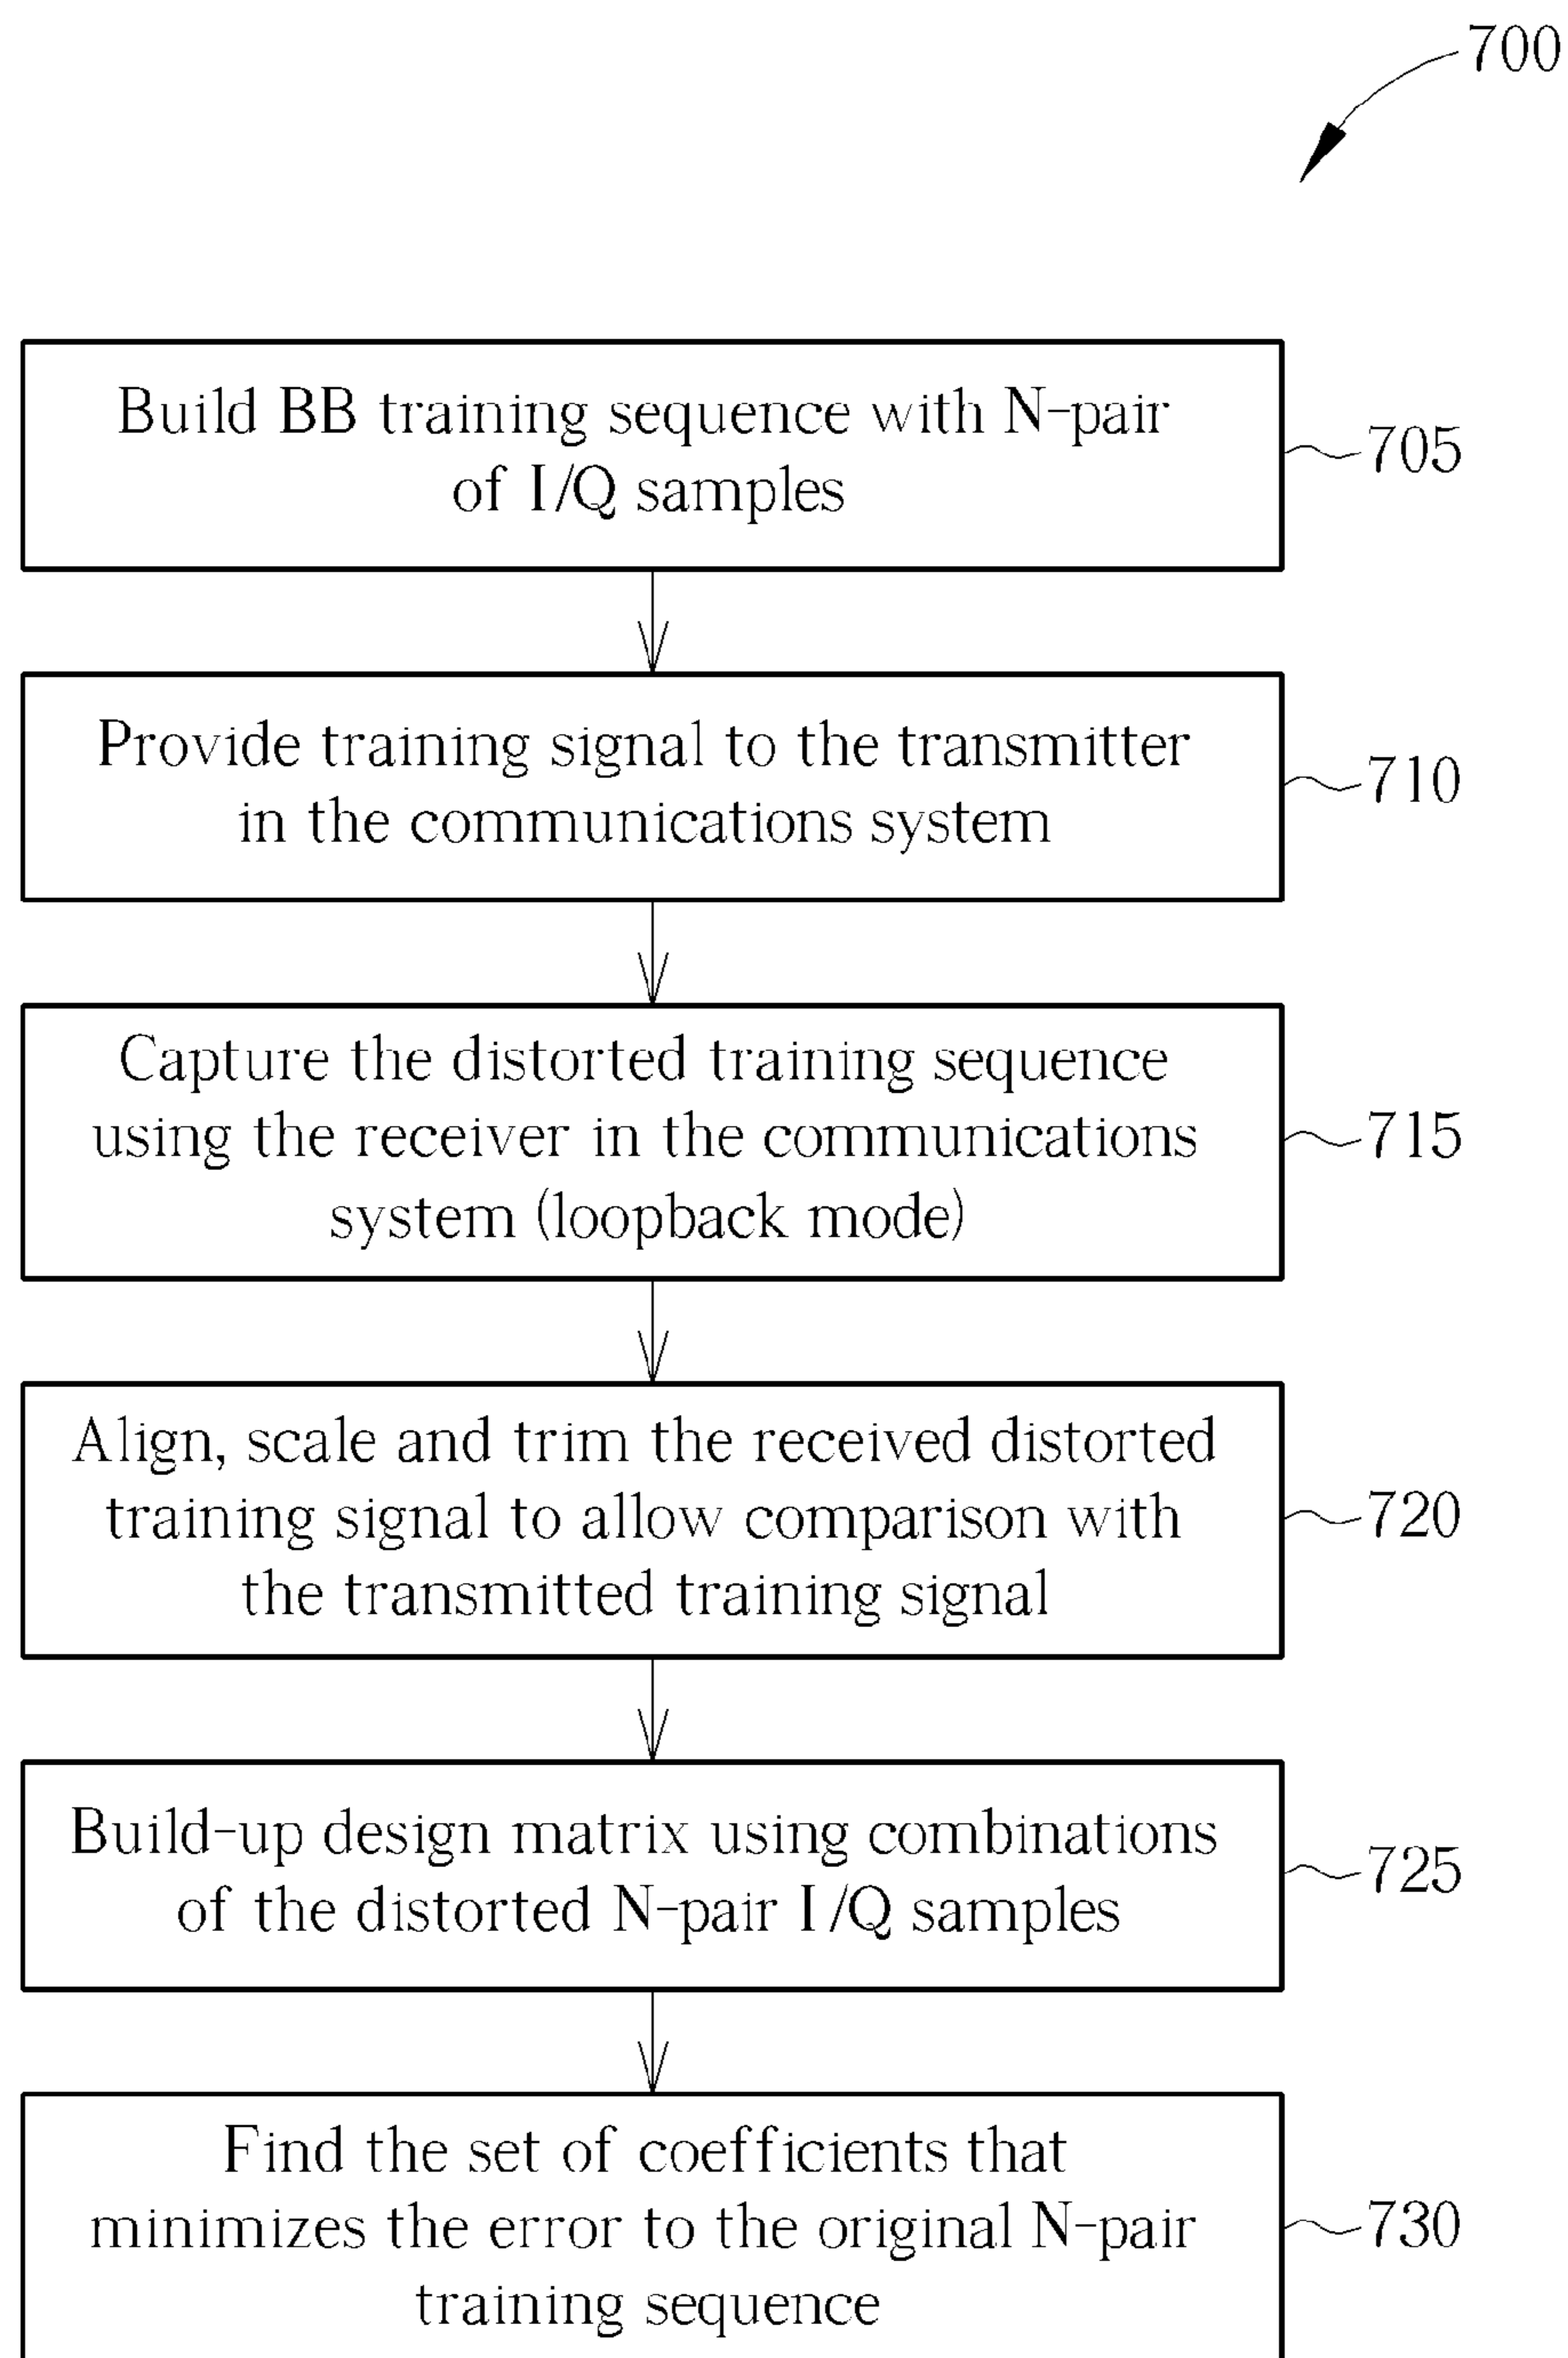 700
Build BB training sequence with N-pair
of I/Q samples
705
Provide training signal to the transmitter
in the communications system
710
Capture the distorted training sequence
using the receiver in the communications
system (loopback mode)
715
Align, scale and trim the received distorted
training signal to allow comparison with
the transmitted training signal
720
Build-up design matrix using combinations
of the distorted N-pair I/Q samples
725
Find the set of coefficients that
minimizes the error to the original N-pair
training sequence
730